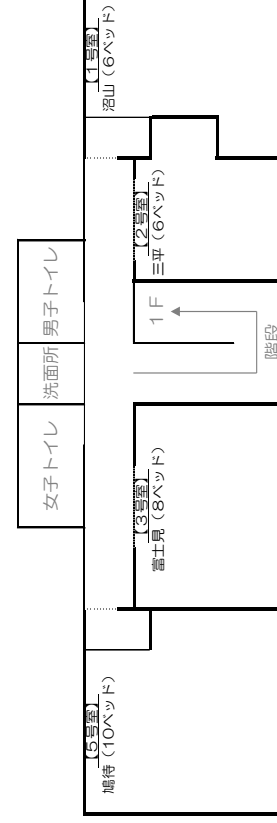 【1号室】
沼山（6ベッド）
【2号室】
三平（6ベッド）
男子トイレ
洗面所
女子トイレ
1F
階段
【3号室】
富士見（8ベッド）
【5号室】
鳩待（10ベッド）